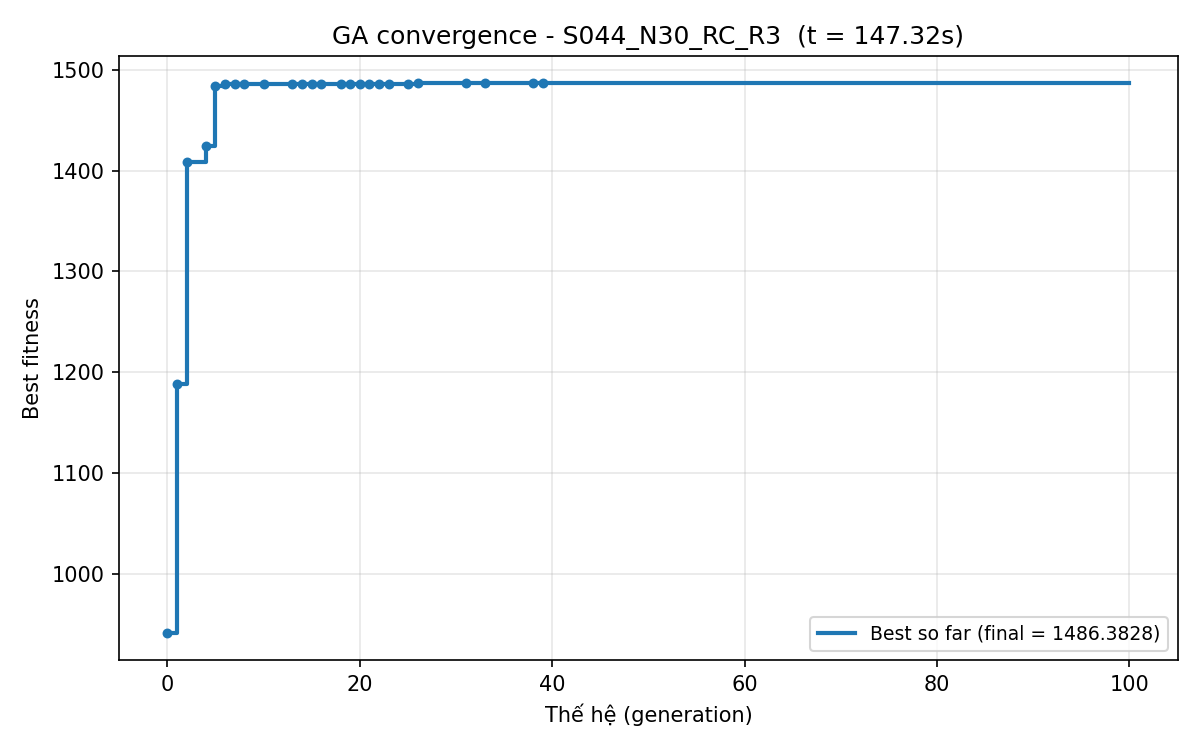 GA convergence - S044_N30_RC_R3 (t = 147.32s)
1500
1400
1300
1200
1100
1000
Best fitness
Best so far (final = 1486.3828)
0 20 40 60 80 100
Thế hệ (generation)